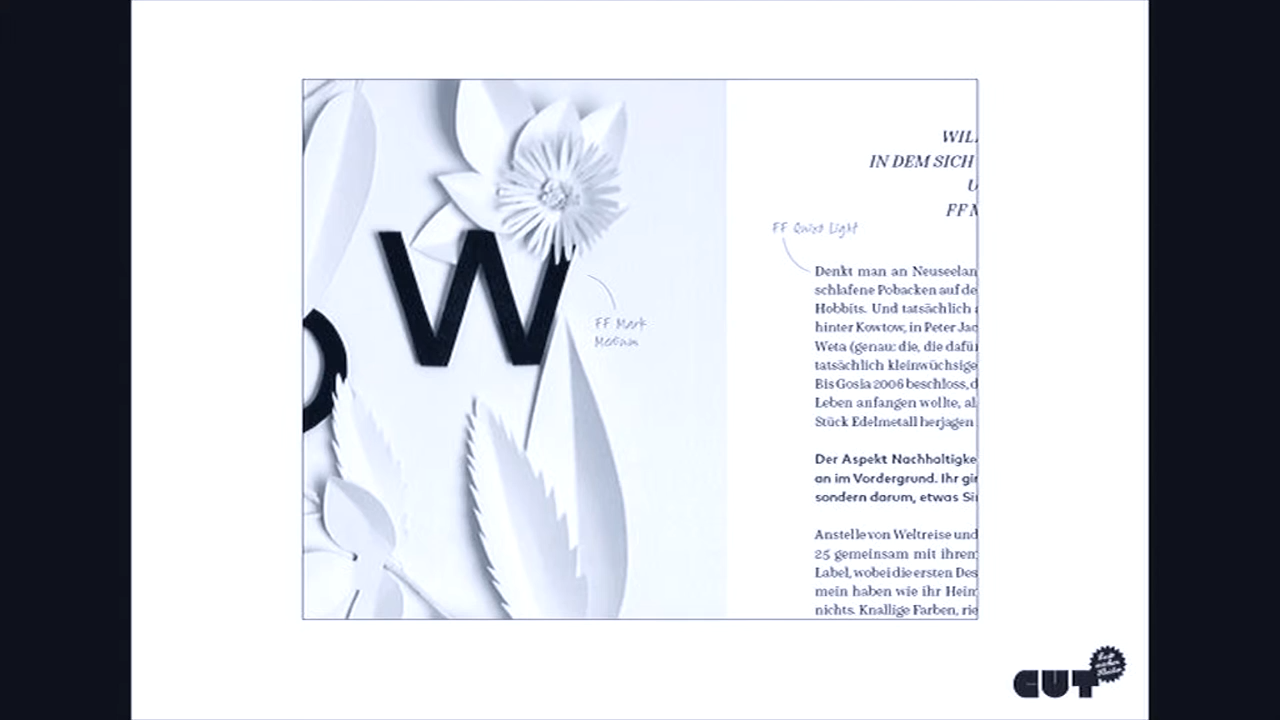 W
FF Mark
Medium
WIL
IN DEM SICH
U
FF M
FF Quixo Light
Denkt man an Neuseelan
schlafene Pobacken auf de
Hobbits. Und tatsächlich a
hinter Kowtow, in Peter Jac
Weta (genau: die, die dafür
tatsächlich kleinwüchsige
Bis Gosia 2006 beschloss, d
Leben anfangen wollte, al
Stück Edelmetall herjagen
Der Aspekt Nachhaltigke
an im Vordergrund. Ihr gin
sondern darum, etwas Sin
Anstelle von Weltreise und
25 gemeinsam mit ihrem
Label, wobei die ersten Des
mein haben wie ihr Heim
nichts. Knallige Farben, rie
CUT